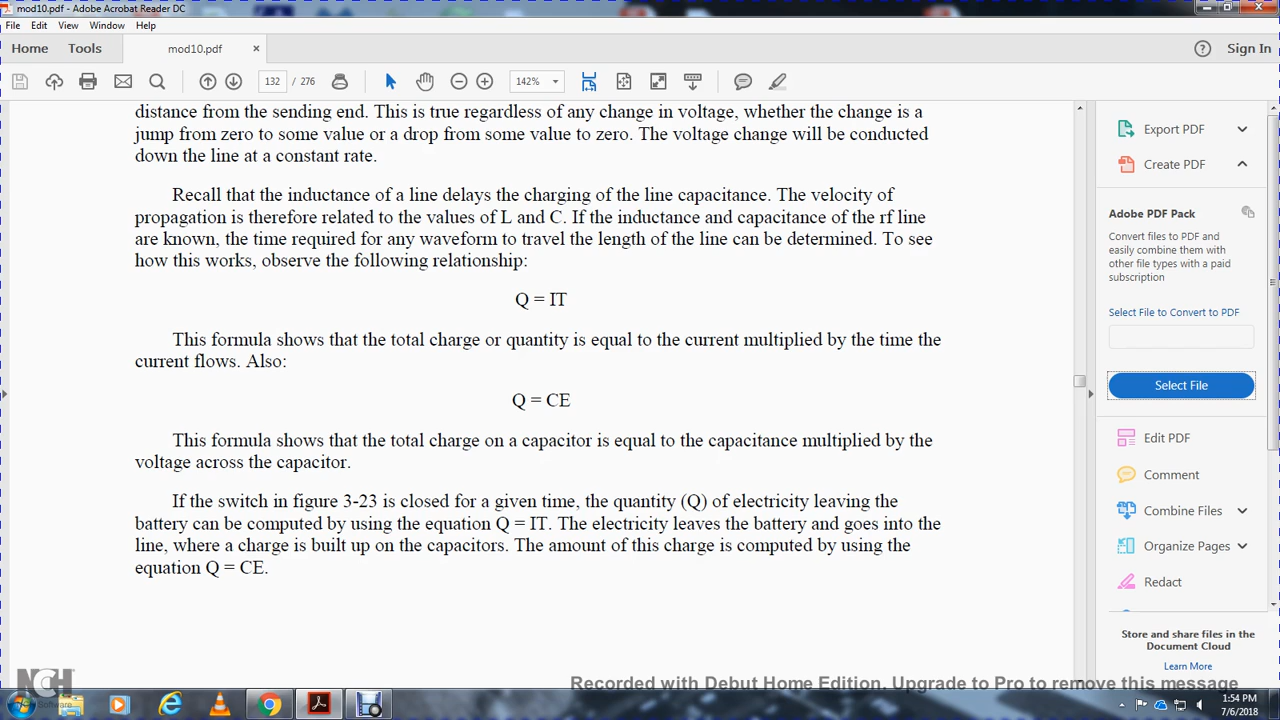 mod10.pdf - Adobe Acrobat Reader DC
File Edit View Window Help
Home Tools mod10.pdf × Sign In
132 / 276 142%
distance from the sending end. This is true regardless of any change in voltage, whether the change is a
jump from zero to some value or a drop from some value to zero. The voltage change will be conducted
down the line at a constant rate.
Recall that the inductance of a line delays the charging of the line capacitance. The velocity of
propagation is therefore related to the values of L and C. If the inductance and capacitance of the rf line
are known, the time required for any waveform to travel the length of the line can be determined. To see
how this works, observe the following relationship:
Q = IT
This formula shows that the total charge or quantity is equal to the current multiplied by the time the
current flows. Also:
Q = CE
This formula shows that the total charge on a capacitor is equal to the capacitance multiplied by the
voltage across the capacitor.
If the switch in figure 3-23 is closed for a given time, the quantity (Q) of electricity leaving the
battery can be computed by using the equation Q = IT. The electricity leaves the battery and goes into the
line, where a charge is built up on the capacitors. The amount of this charge is computed by using the
equation Q = CE.
Export PDF
Create PDF
Adobe PDF Pack
Convert files to PDF and
easily combine them with
other file types with a paid
subscription
Select File to Convert to PDF
Select File
Edit PDF
Comment
Combine Files
Organize Pages
Redact
Store and share files in the
Document Cloud
Learn More
NCH
Software
Recorded with Debut Home Edition. Upgrade to Pro to remove this message
1:54 PM
7/6/2018